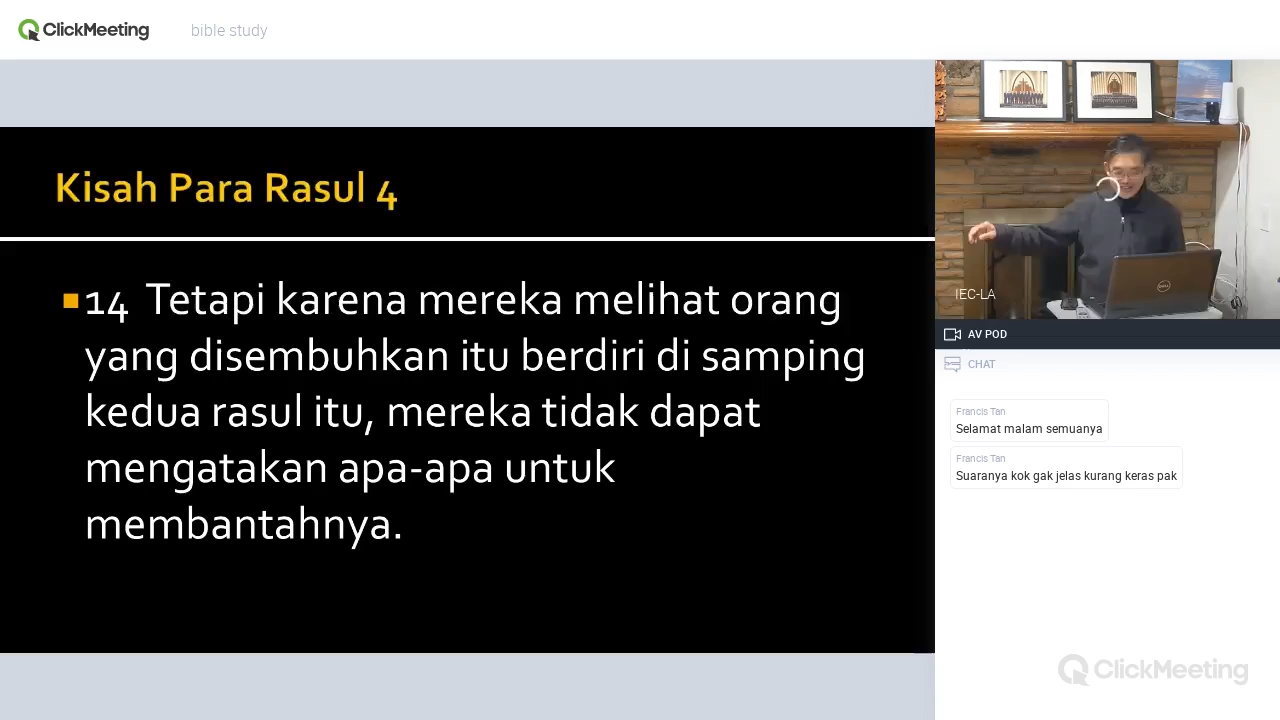 ClickMeeting
bible study
Kisah Para Rasul 4
14 Tetapi karena mereka melihat orang
yang disembuhkan itu berdiri di samping
kedua rasul itu, mereka tidak dapat
mengatakan apa-apa untuk
membantahnya.
IEC-LA
DELL
AV POD
CHAT
Francis Tan
Selamat malam semuanya
Francis Tan
Suaranya kok gak jelas kurang keras pak
ClickMeeting